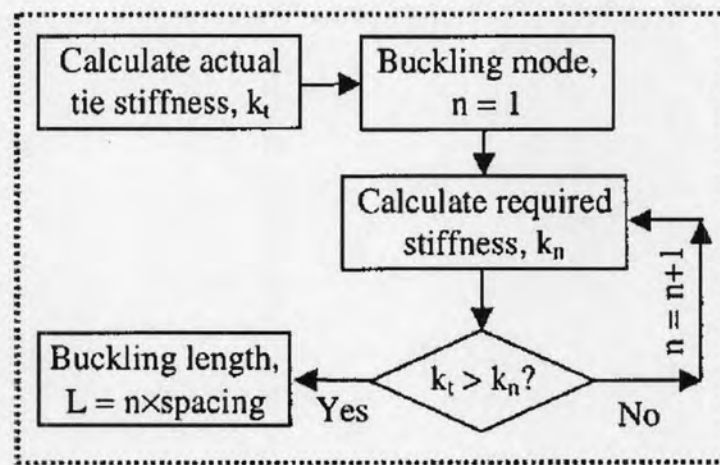 Calculate actual
tie stiffness, kₜ
Buckling mode,
n = 1
Calculate required
stiffness, kₙ
n = n+1
kₜ > kₙ?
Yes
No
Buckling length,
L = n×spacing